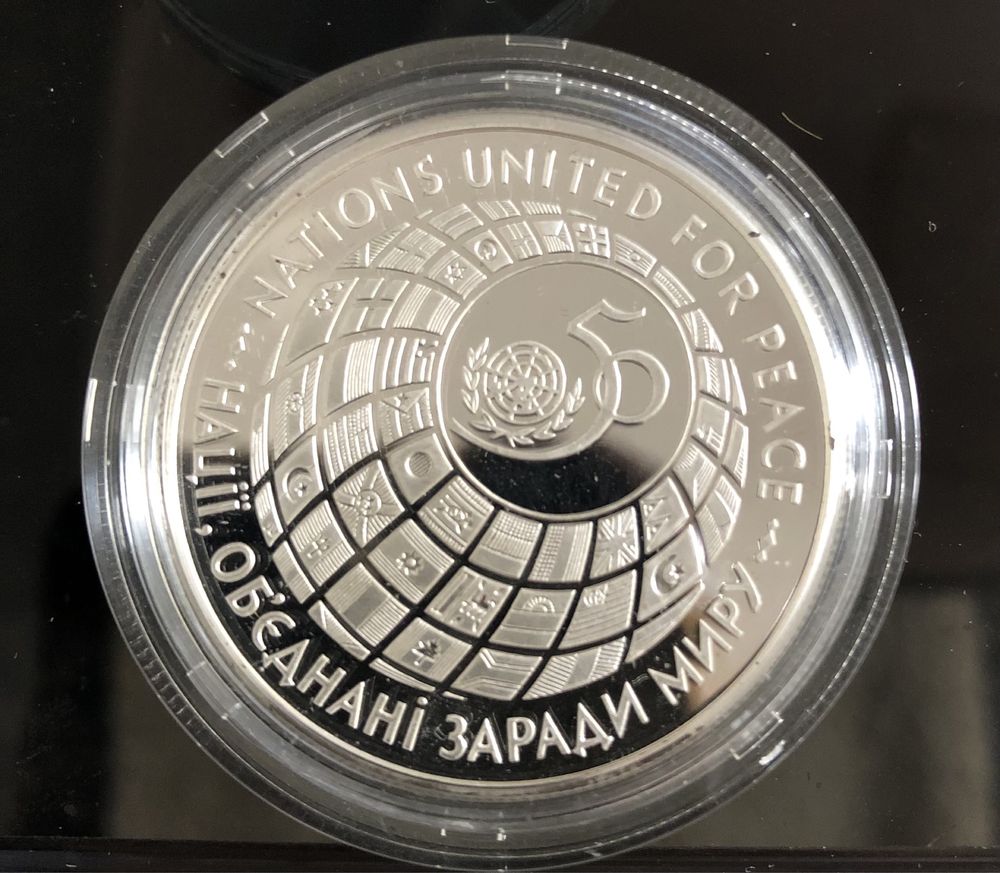 NATIONS UNITED FOR PEACE
НАЦІЇ, ОБ'ЄДНАНІ ЗАРАДИ МИРУ
50